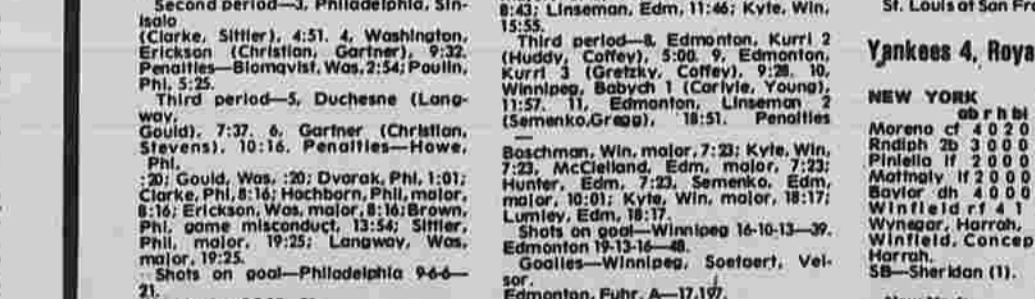 Second period—3, Philadelphia, Sin-
isalo
(Clarke, Sittler), 4:51. 4, Washington,
Erickson (Christian, Gartner), 9:32.
Penalties—Blomqvist, Was, 2:54; Poulin,
Phi, 5:25.
Third period—5, Duchesne (Lang-
way,
Gould), 7:37. 6, Gartner (Christian,
Stevens), 10:16. Penalties—Howe,
Phi,
:20; Gould, Was, :20; Dvorak, Phi, 1:01;
Clarke, Phi, 8:16; Hachborn, Phil, major,
8:16; Erickson, Was, major, 8:16; Brown,
Phi, game misconduct, 13:54; Sittler,
Phil, major, 19:25; Langway, Was,
major, 19:25.
Shots on goal—Philadelphia 9-6-6—
21.
8:43; Linseman, Edm, 11:46; Kyte, Win,
15:55.
Third period—8, Edmonton, Kurri 2
(Huddy, Coffey), 5:00. 9, Edmonton,
Kurri 3 (Gretzky, Coffey), 9:28. 10,
Winnipeg, Babych 1 (Carlyle, Young),
11:57. 11, Edmonton, Linseman 2
(Semenko, Gregg), 18:51. Penalties
—
Boschman, Win, major, 7:23; Kyte, Win,
7:23, McClelland, Edm, major, 7:23;
Hunter, Edm, 7:23, Semenko, Edm,
major, 10:01; Kyte, Win, major, 18:17;
Lumley, Edm, 18:17.
Shots on goal—Winnipeg 16-10-13—39.
Edmonton 19-13-16—48.
Goalies—Winnipeg, Soetaert, Vei-
sor.
Edmonton, Fuhr. A—17,197.
St. Louis at San Fr
Yankees 4, Roya
NEW YORK
ab r h bi
Moreno cf 4 0 2 0
Rndlph 2b 3 0 0 0
Piniella lf 2 0 0 0
Mattngly lf 2 0 0 0
Baylor dh 4 0 0 0
Winfield rf 4 1
Wynegar, Harrah,
Winfield, Concep
Harrah.
SB—Sheridan (1).